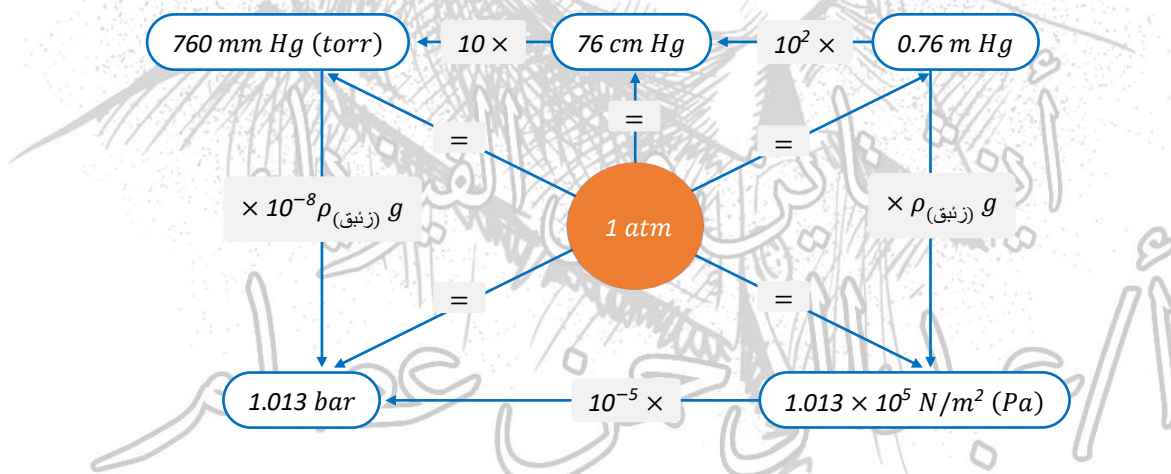 760 mm Hg (torr) 10 × 76 cm Hg 10² × 0.76 m Hg
= = =
× 10⁻⁸ρ(زئبق) g 1 atm × ρ(زئبق) g
= =
1.013 bar 10⁻⁵ × 1.013 × 10⁵ N/m² (Pa)